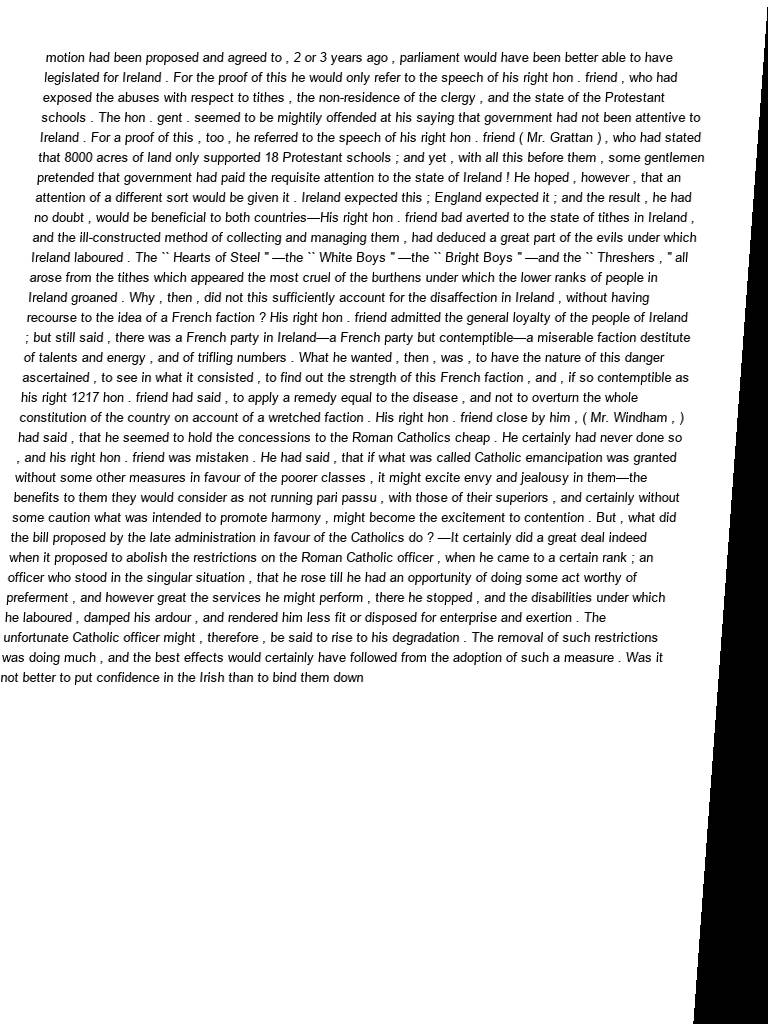 motion had been proposed and agreed to , 2 or 3 years ago , parliament would have been better able to have
legislated for Ireland . For the proof of this he would only refer to the speech of his right hon . friend , who had
exposed the abuses with respect to tithes , the non-residence of the clergy , and the state of the Protestant
schools . The hon . gent . seemed to be mightily offended at his saying that government had not been attentive to
Ireland . For a proof of this , too , he referred to the speech of his right hon . friend ( Mr. Grattan ) , who had stated
that 8000 acres of land only supported 18 Protestant schools ; and yet , with all this before them , some gentlemen
pretended that government had paid the requisite attention to the state of Ireland ! He hoped , however , that an
attention of a different sort would be given it . Ireland expected this ; England expected it ; and the result , he had
no doubt , would be beneficial to both countries—His right hon . friend bad averted to the state of tithes in Ireland ,
and the ill-constructed method of collecting and managing them , had deduced a great part of the evils under which
Ireland laboured . The `` Hearts of Steel " —the `` White Boys " —the `` Bright Boys " —and the `` Threshers , " all
arose from the tithes which appeared the most cruel of the burthens under which the lower ranks of people in
Ireland groaned . Why , then , did not this sufficiently account for the disaffection in Ireland , without having
recourse to the idea of a French faction ? His right hon . friend admitted the general loyalty of the people of Ireland
; but still said , there was a French party in Ireland—a French party but contemptible—a miserable faction destitute
of talents and energy , and of trifling numbers . What he wanted , then , was , to have the nature of this danger
ascertained , to see in what it consisted , to find out the strength of this French faction , and , if so contemptible as
his right 1217 hon . friend had said , to apply a remedy equal to the disease , and not to overturn the whole
constitution of the country on account of a wretched faction . His right hon . friend close by him , ( Mr. Windham , )
had said , that he seemed to hold the concessions to the Roman Catholics cheap . He certainly had never done so
, and his right hon . friend was mistaken . He had said , that if what was called Catholic emancipation was granted
without some other measures in favour of the poorer classes , it might excite envy and jealousy in them—the
benefits to them they would consider as not running pari passu , with those of their superiors , and certainly without
some caution what was intended to promote harmony , might become the excitement to contention . But , what did
the bill proposed by the late administration in favour of the Catholics do ? —It certainly did a great deal indeed
when it proposed to abolish the restrictions on the Roman Catholic officer , when he came to a certain rank ; an
officer who stood in the singular situation , that he rose till he had an opportunity of doing some act worthy of
preferment , and however great the services he might perform , there he stopped , and the disabilities under which
he laboured , damped his ardour , and rendered him less fit or disposed for enterprise and exertion . The
unfortunate Catholic officer might , therefore , be said to rise to his degradation . The removal of such restrictions
was doing much , and the best effects would certainly have followed from the adoption of such a measure . Was it
not better to put confidence in the Irish than to bind them down